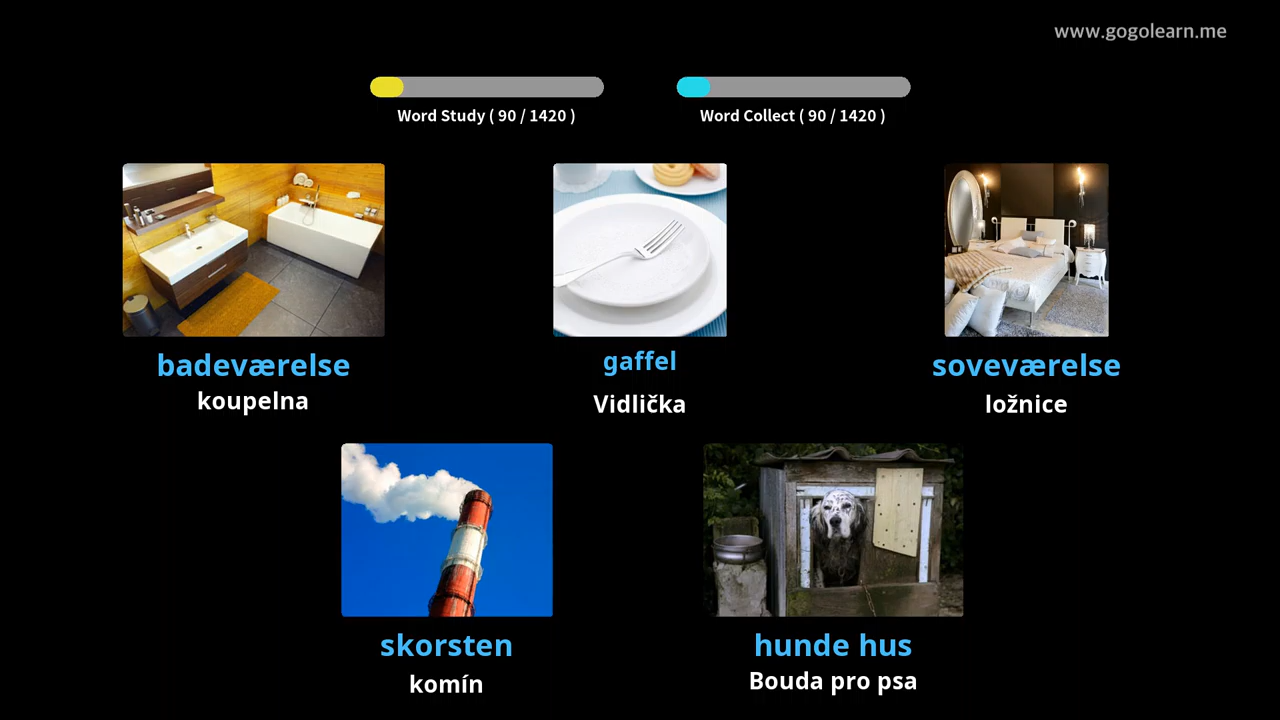 www.gogolearn.me
Word Study ( 90 / 1420 )
Word Collect ( 90 / 1420 )
badeværelse
koupelna
gaffel
Vidlička
soveværelse
ložnice
skorsten
komín
hunde hus
Bouda pro psa